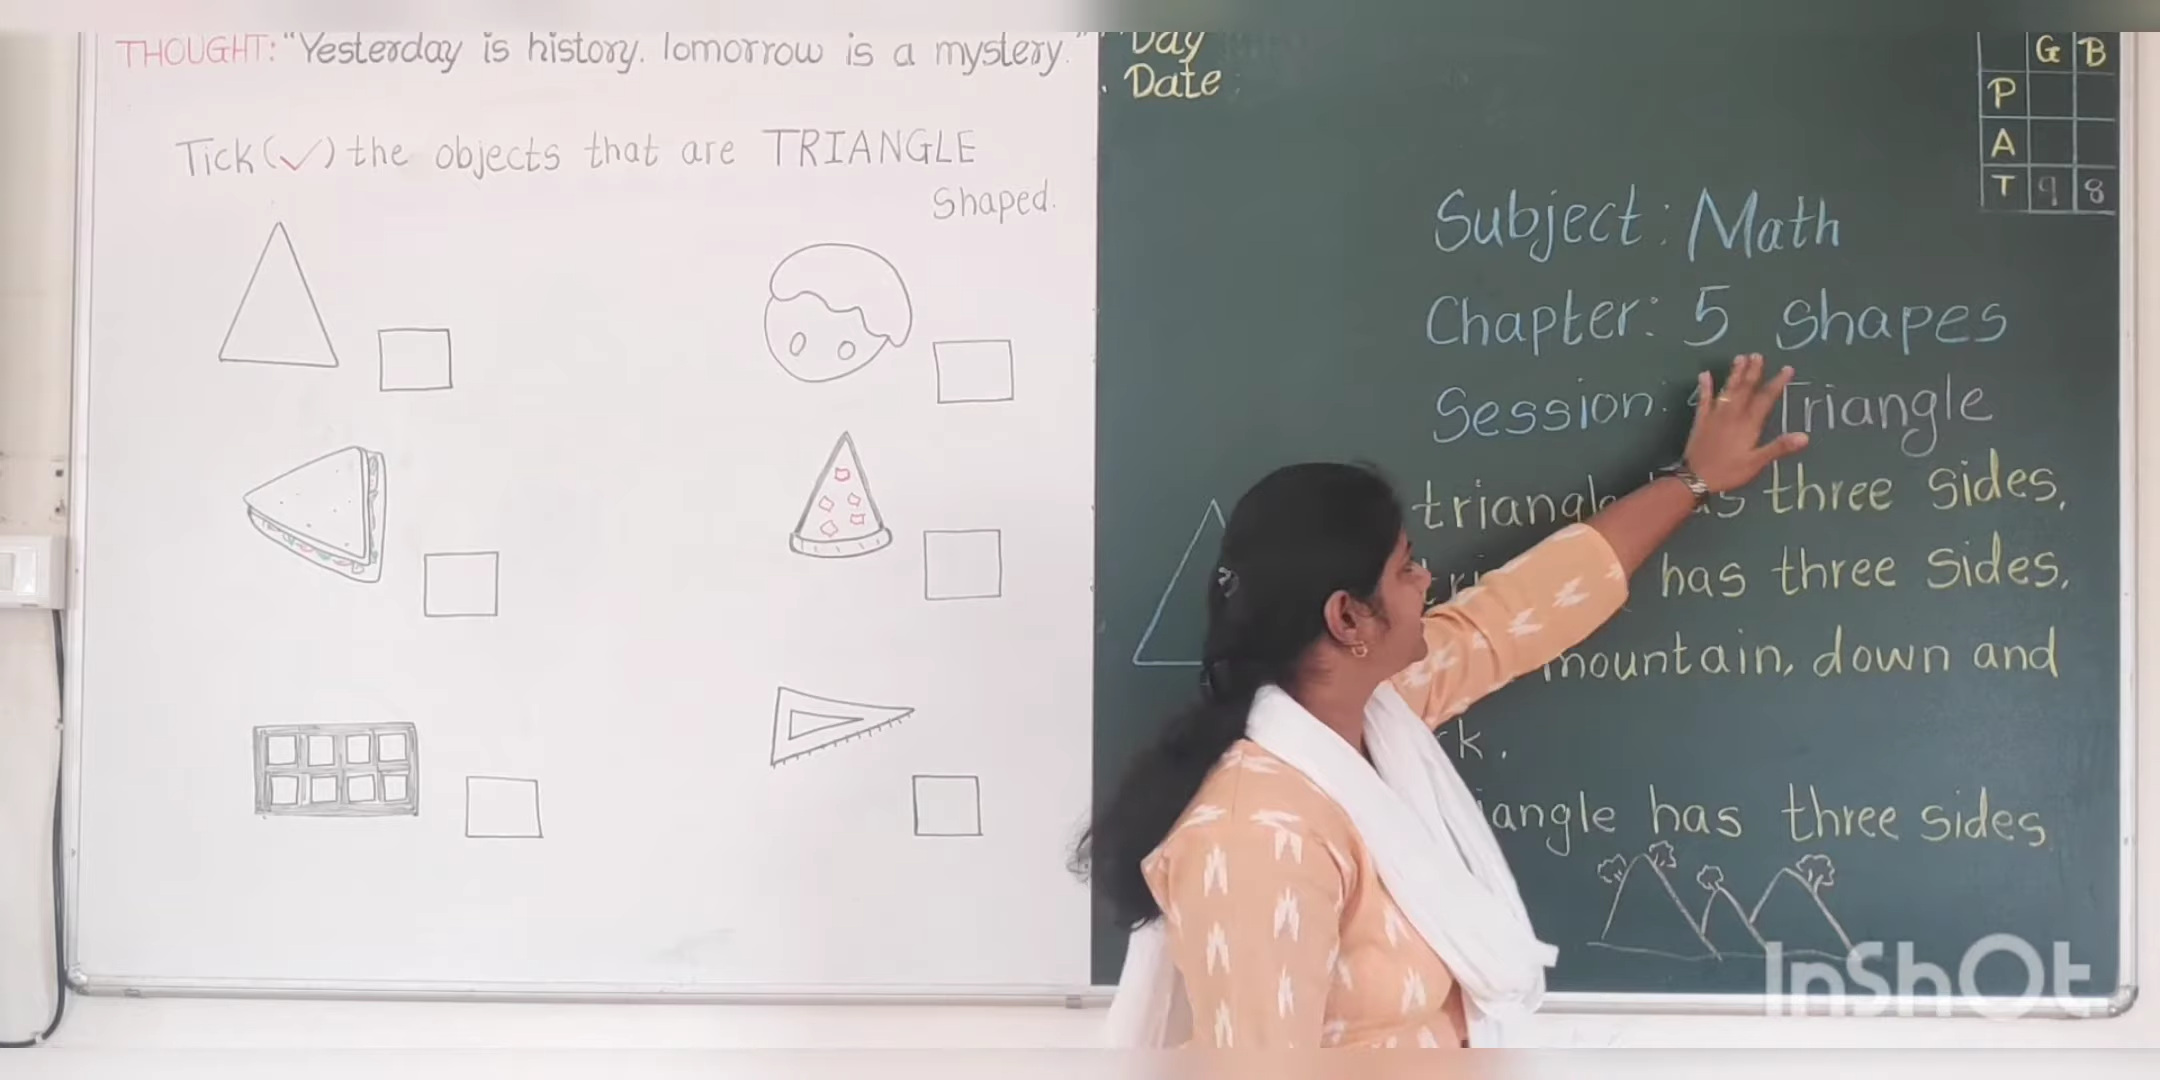 THOUGHT: "Yesterday is history. Tomorrow is a mystery."
Tick (✓) the objects that are TRIANGLE
Shaped.
Day
Date
G B
P
A
T 9 8
Subject: Math
Chapter: 5 Shapes
Session: Triangle
three sides,
has three sides,
mountain, down and
angle has three sides
InShOt